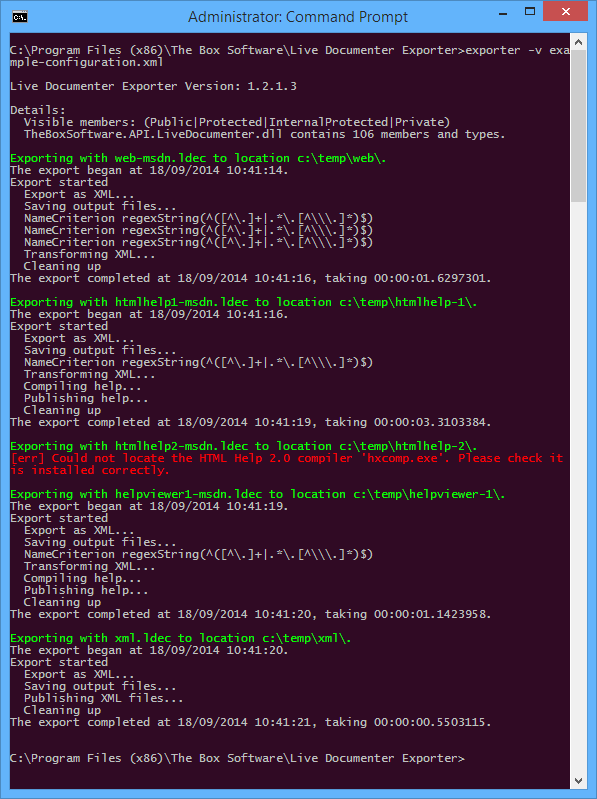 Administrator: Command Prompt
C:\Program Files (x86)\The Box Software\Live Documenter Exporter>exporter -v exa
mple-configuration.xml
Live Documenter Exporter Version: 1.2.1.3
Details:
Visible members: (Public|Protected|InternalProtected|Private)
TheBoxSoftware.API.LiveDocumenter.dll contains 106 members and types.
Exporting with web-msdn.ldec to location c:\temp\web\.
The export began at 18/09/2014 10:41:14.
Export started
Export as XML...
Saving output files...
NameCriterion regexString(^([^\.]+|.*\.[^\\\.]*)$)
NameCriterion regexString(^([^\.]+|.*\.[^\\\.]*)$)
NameCriterion regexString(^([^\.]+|.*\.[^\\\.]*)$)
Transforming XML...
Cleaning up
The export completed at 18/09/2014 10:41:16, taking 00:00:01.6297301.
Exporting with htmlhelp1-msdn.ldec to location c:\temp\htmlhelp-1\.
The export began at 18/09/2014 10:41:16.
Export started
Export as XML...
Saving output files...
NameCriterion regexString(^([^\.]+|.*\.[^\\\.]*)$)
Transforming XML...
Compiling help...
Publishing help...
Cleaning up
The export completed at 18/09/2014 10:41:19, taking 00:00:03.3103384.
Exporting with htmlhelp2-msdn.ldec to location c:\temp\htmlhelp-2\.
[err] Could not locate the HTML Help 2.0 compiler 'hxcomp.exe'. Please check it
is installed correctly.
Exporting with helpviewer1-msdn.ldec to location c:\temp\helpviewer-1\.
The export began at 18/09/2014 10:41:19.
Export started
Export as XML...
Saving output files...
NameCriterion regexString(^([^\.]+|.*\.[^\\\.]*)$)
Transforming XML...
Compiling help...
Publishing help...
Cleaning up
The export completed at 18/09/2014 10:41:20, taking 00:00:01.1423958.
Exporting with xml.ldec to location c:\temp\xml\.
The export began at 18/09/2014 10:41:20.
Export started
Export as XML...
Saving output files...
Publishing XML files...
Cleaning up
The export completed at 18/09/2014 10:41:21, taking 00:00:00.5503115.
C:\Program Files (x86)\The Box Software\Live Documenter Exporter>